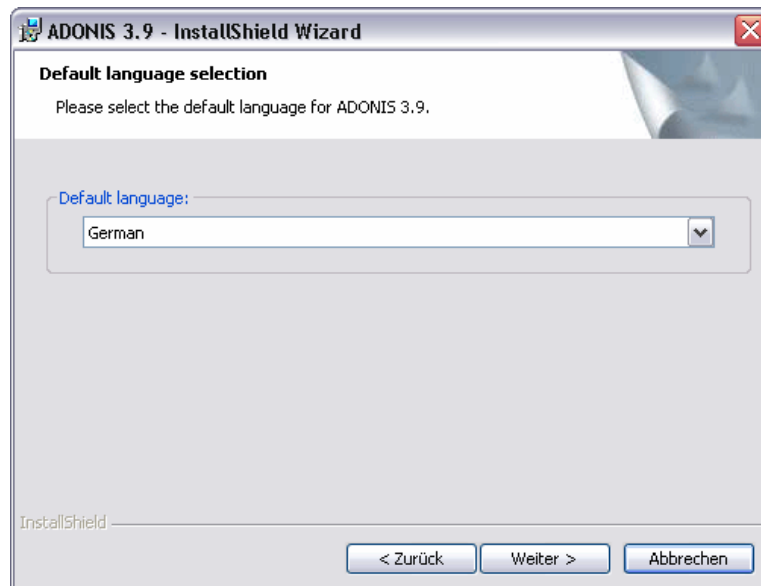 ADONIS 3.9 - InstallShield Wizard
Default language selection
Please select the default language for ADONIS 3.9.
Default language:
German
InstallShield
< Zurück
Weiter >
Abbrechen